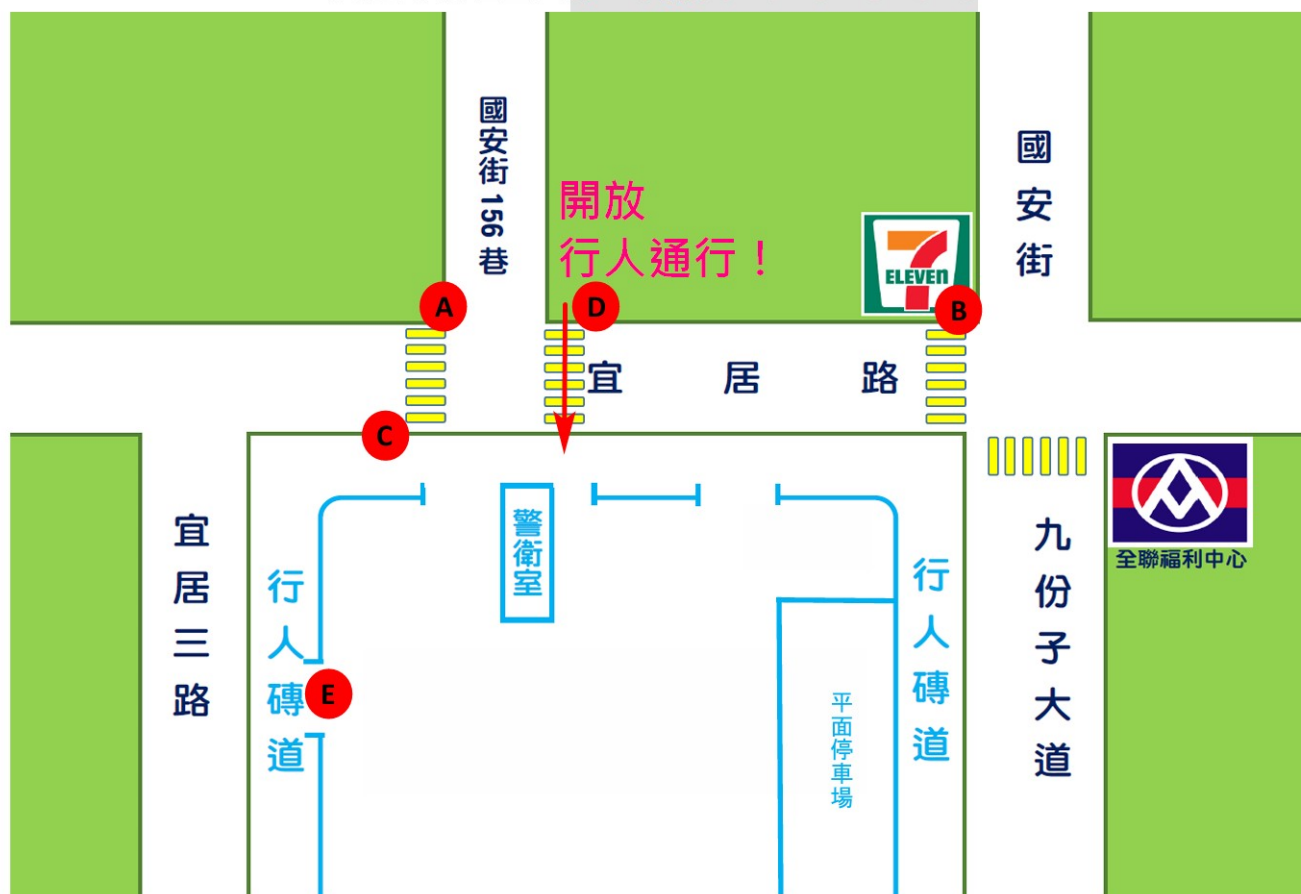 國安街156巷
國安街
開放
行人通行！
7
ELEVEn
A
D
B
宜居路
C
宜居三路
行人磚道
警衛室
E
行人磚道
平面停車場
九份子大道
全聯福利中心